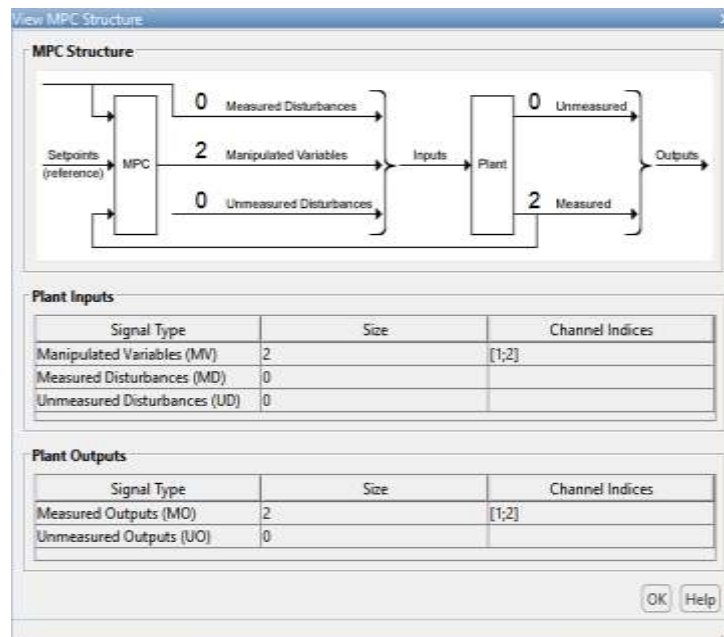 View MPC Structure
MPC Structure
0 Measured Disturbances
0 Unmeasured
Setpoints
(reference)
MPC
2 Manipulated Variables
Inputs
Plant
Outputs
0 Unmeasured Disturbances
2 Measured
Plant Inputs
Signal Type Size Channel Indices
Manipulated Variables (MV) 2 [1;2]
Measured Disturbances (MD) 0
Unmeasured Disturbances (UD) 0
Plant Outputs
Signal Type Size Channel Indices
Measured Outputs (MO) 2 [1;2]
Unmeasured Outputs (UO) 0
OK Help